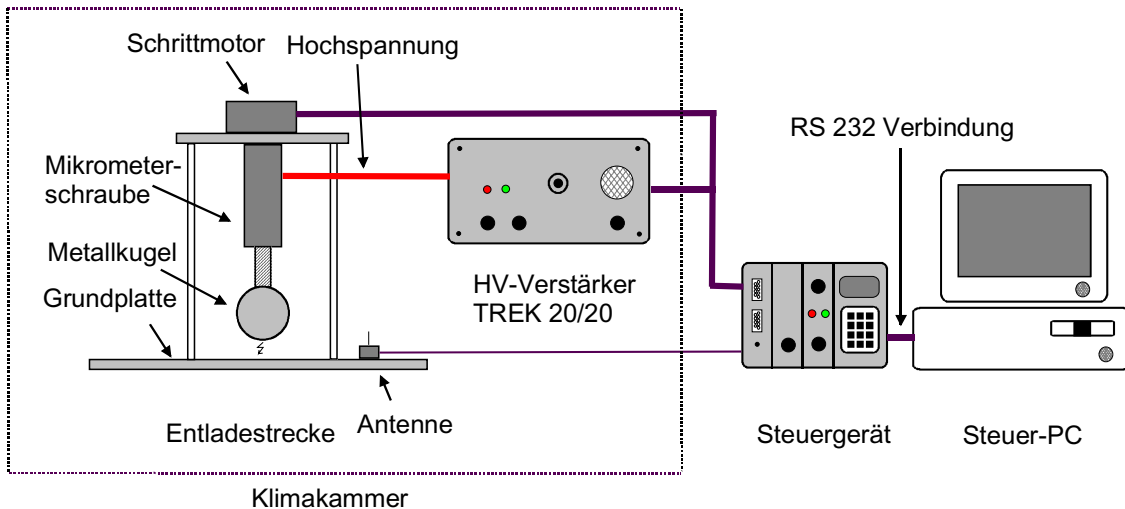 Schrittmotor
Hochspannung
RS 232 Verbindung
Mikrometer-
schraube
Metallkugel
Grundplatte
HV-Verstärker
TREK 20/20
Entladestrecke
Antenne
Steuergerät
Steuer-PC
Klimakammer